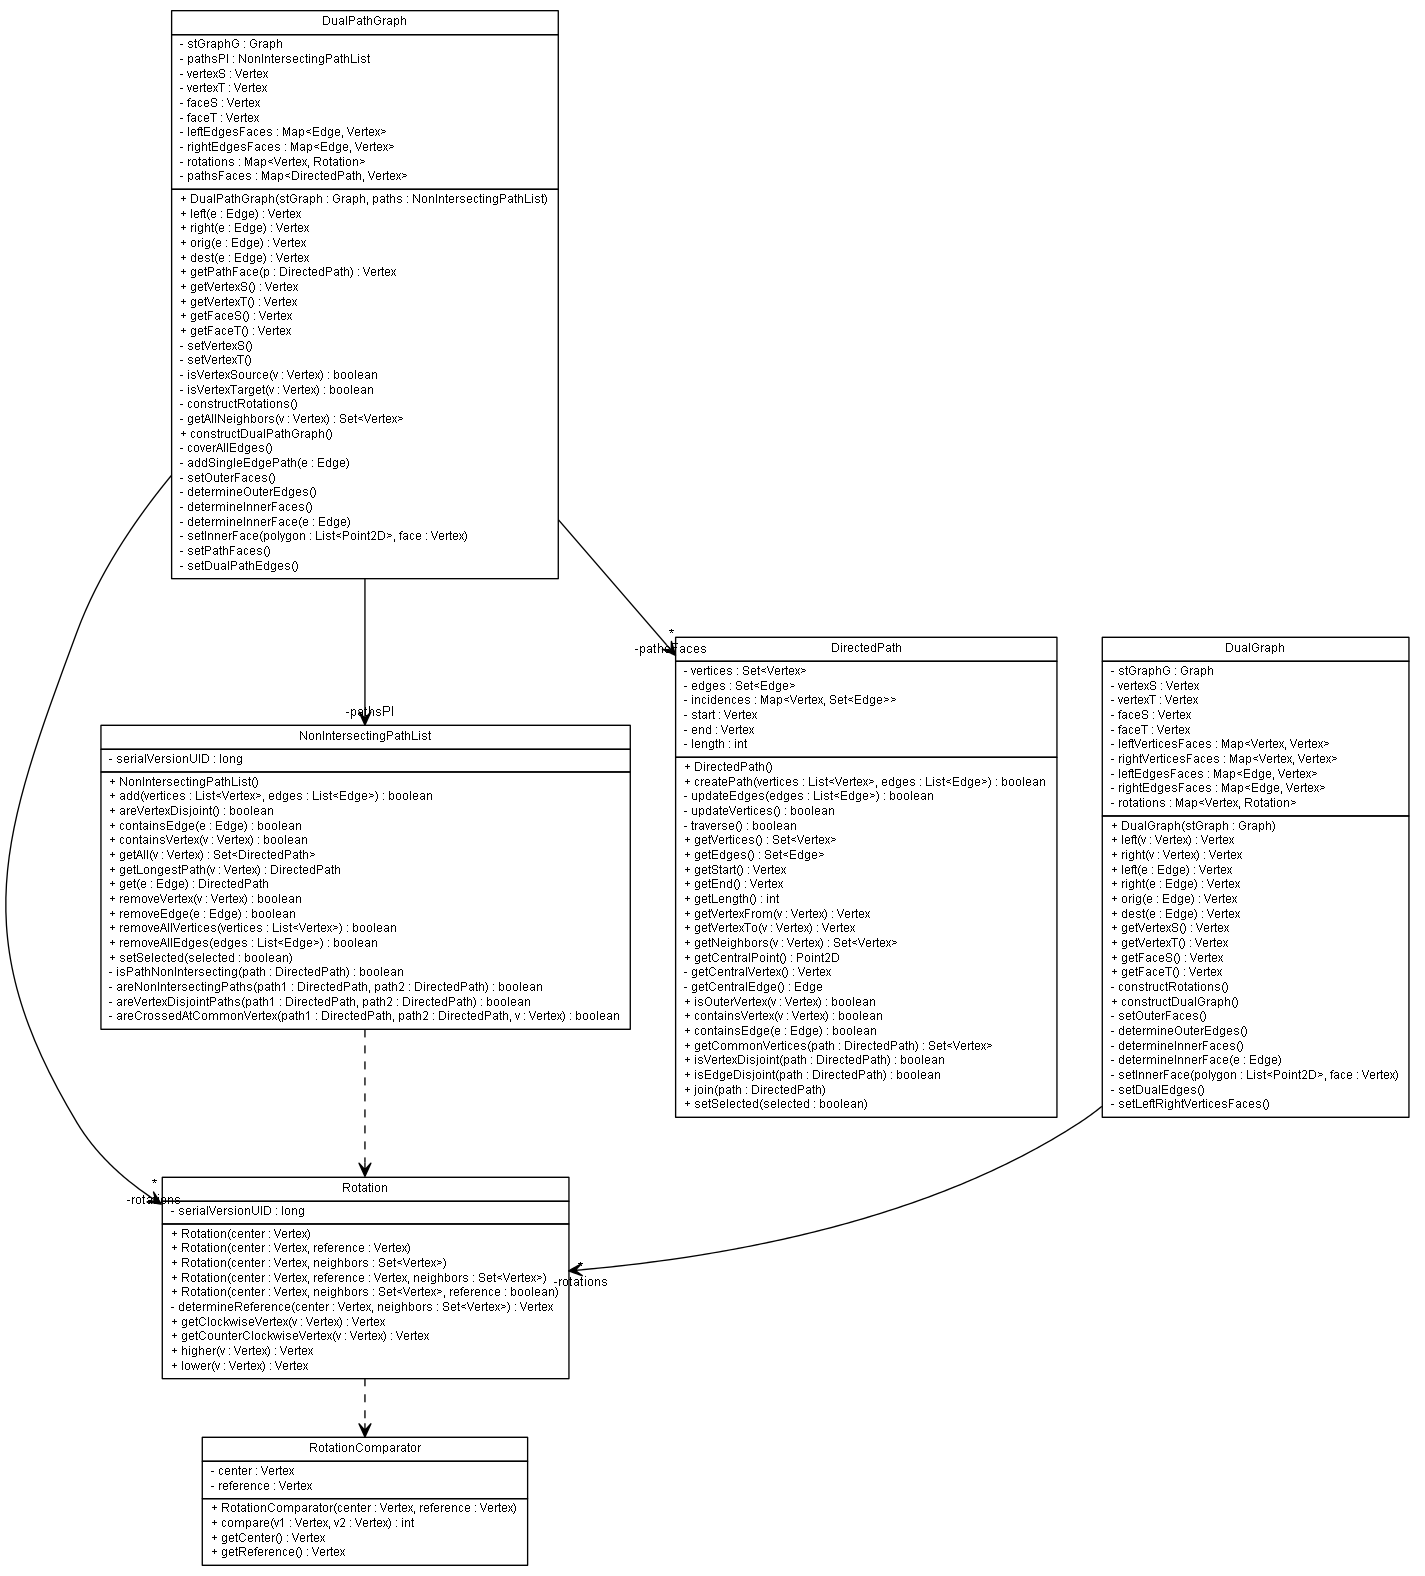 DualPathGraph
- stGraphG : Graph
- pathsPI : NonIntersectingPathList
- vertexS : Vertex
- vertexT : Vertex
- faceS : Vertex
- faceT : Vertex
- leftEdgesFaces : Map<Edge, Vertex>
- rightEdgesFaces : Map<Edge, Vertex>
- rotations : Map<Vertex, Rotation>
- pathsFaces : Map<DirectedPath, Vertex>
+ DualPathGraph(stGraph : Graph, paths : NonIntersectingPathList)
+ left(e : Edge) : Vertex
+ right(e : Edge) : Vertex
+ orig(e : Edge) : Vertex
+ dest(e : Edge) : Vertex
+ getPathFace(p : DirectedPath) : Vertex
+ getVertexS() : Vertex
+ getVertexT() : Vertex
+ getFaceS() : Vertex
+ getFaceT() : Vertex
- setVertexS()
- setVertexT()
- isVertexSource(v : Vertex) : boolean
- isVertexTarget(v : Vertex) : boolean
- constructRotations()
- getAllNeighbors(v : Vertex) : Set<Vertex>
+ constructDualPathGraph()
- coverAllEdges()
- addSingleEdgePath(e : Edge)
- setOuterFaces()
- determineOuterEdges()
- determineInnerFaces()
- determineInnerFace(e : Edge)
- setInnerFace(polygon : List<Point2D>, face : Vertex)
- setPathFaces()
- setDualPathEdges()
*
-pathsFaces
-pathsPI
DirectedPath
- vertices : Set<Vertex>
- edges : Set<Edge>
- incidences : Map<Vertex, Set<Edge>>
- start : Vertex
- end : Vertex
- length : int
+ DirectedPath()
+ createPath(vertices : List<Vertex>, edges : List<Edge>) : boolean
- updateEdges(edges : List<Edge>) : boolean
- updateVertices() : boolean
- traverse() : boolean
+ getVertices() : Set<Vertex>
+ getEdges() : Set<Edge>
+ getStart() : Vertex
+ getEnd() : Vertex
+ getLength() : int
+ getVertexFrom(v : Vertex) : Vertex
+ getVertexTo(v : Vertex) : Vertex
+ getNeighbors(v : Vertex) : Set<Vertex>
+ getCentralPoint() : Point2D
- getCentralVertex() : Vertex
- getCentralEdge() : Edge
+ isOuterVertex(v : Vertex) : boolean
+ containsVertex(v : Vertex) : boolean
+ containsEdge(e : Edge) : boolean
+ getCommonVertices(path : DirectedPath) : Set<Vertex>
+ isVertexDisjoint(path : DirectedPath) : boolean
+ isEdgeDisjoint(path : DirectedPath) : boolean
+ join(path : DirectedPath)
+ setSelected(selected : boolean)
DualGraph
- stGraphG : Graph
- vertexS : Vertex
- vertexT : Vertex
- faceS : Vertex
- faceT : Vertex
- leftVerticesFaces : Map<Vertex, Vertex>
- rightVerticesFaces : Map<Vertex, Vertex>
- leftEdgesFaces : Map<Edge, Vertex>
- rightEdgesFaces : Map<Edge, Vertex>
- rotations : Map<Vertex, Rotation>
+ DualGraph(stGraph : Graph)
+ left(v : Vertex) : Vertex
+ right(v : Vertex) : Vertex
+ left(e : Edge) : Vertex
+ right(e : Edge) : Vertex
+ orig(e : Edge) : Vertex
+ dest(e : Edge) : Vertex
+ getVertexS() : Vertex
+ getVertexT() : Vertex
+ getFaceS() : Vertex
+ getFaceT() : Vertex
- constructRotations()
+ constructDualGraph()
- setOuterFaces()
- determineOuterEdges()
- determineInnerFaces()
- determineInnerFace(e : Edge)
- setInnerFace(polygon : List<Point2D>, face : Vertex)
- setDualEdges()
- setLeftRightVerticesFaces()
NonIntersectingPathList
- serialVersionUID : long
+ NonIntersectingPathList()
+ add(vertices : List<Vertex>, edges : List<Edge>) : boolean
+ areVertexDisjoint() : boolean
+ containsEdge(e : Edge) : boolean
+ containsVertex(v : Vertex) : boolean
+ getAll(v : Vertex) : Set<DirectedPath>
+ getLongestPath(v : Vertex) : DirectedPath
+ get(e : Edge) : DirectedPath
+ removeVertex(v : Vertex) : boolean
+ removeEdge(e : Edge) : boolean
+ removeAllVertices(vertices : List<Vertex>) : boolean
+ removeAllEdges(edges : List<Edge>) : boolean
+ setSelected(selected : boolean)
- isPathNonIntersecting(path : DirectedPath) : boolean
- areNonIntersectingPaths(path1 : DirectedPath, path2 : DirectedPath) : boolean
- areVertexDisjointPaths(path1 : DirectedPath, path2 : DirectedPath) : boolean
- areCrossedAtCommonVertex(path1 : DirectedPath, path2 : DirectedPath, v : Vertex) : boolean
*
-rotations
Rotation
- serialVersionUID : long
+ Rotation(center : Vertex)
+ Rotation(center : Vertex, reference : Vertex)
+ Rotation(center : Vertex, neighbors : Set<Vertex>)
+ Rotation(center : Vertex, reference : Vertex, neighbors : Set<Vertex>)
+ Rotation(center : Vertex, neighbors : Set<Vertex>, reference : boolean)
- determineReference(center : Vertex, neighbors : Set<Vertex>) : Vertex
+ getClockwiseVertex(v : Vertex) : Vertex
+ getCounterClockwiseVertex(v : Vertex) : Vertex
+ higher(v : Vertex) : Vertex
+ lower(v : Vertex) : Vertex
*
-rotations
RotationComparator
- center : Vertex
- reference : Vertex
+ RotationComparator(center : Vertex, reference : Vertex)
+ compare(v1 : Vertex, v2 : Vertex) : int
+ getCenter() : Vertex
+ getReference() : Vertex